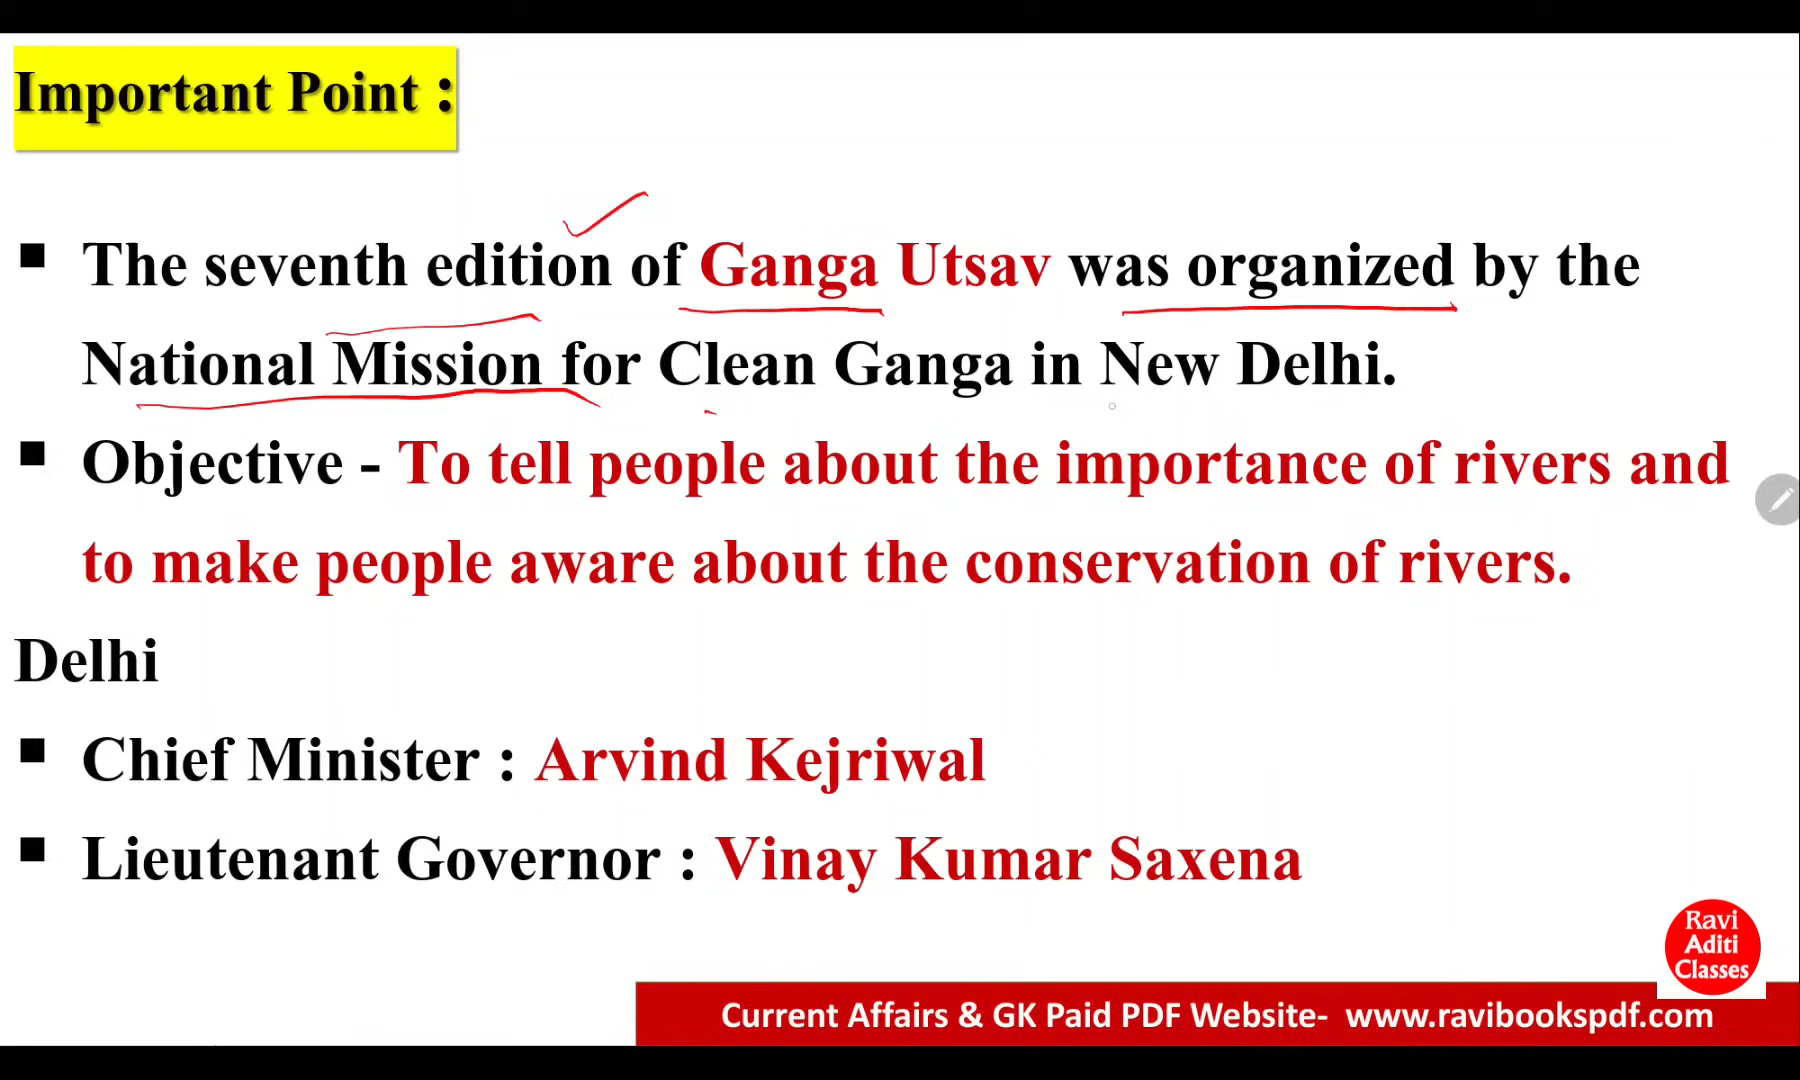 Important Point :
▪ The seventh edition of Ganga Utsav was organized by the
National Mission for Clean Ganga in New Delhi.
▪ Objective - To tell people about the importance of rivers and
to make people aware about the conservation of rivers.
Delhi
▪ Chief Minister : Arvind Kejriwal
▪ Lieutenant Governor : Vinay Kumar Saxena
Ravi
Aditi
Classes
Current Affairs & GK Paid PDF Website- www.ravibookspdf.com